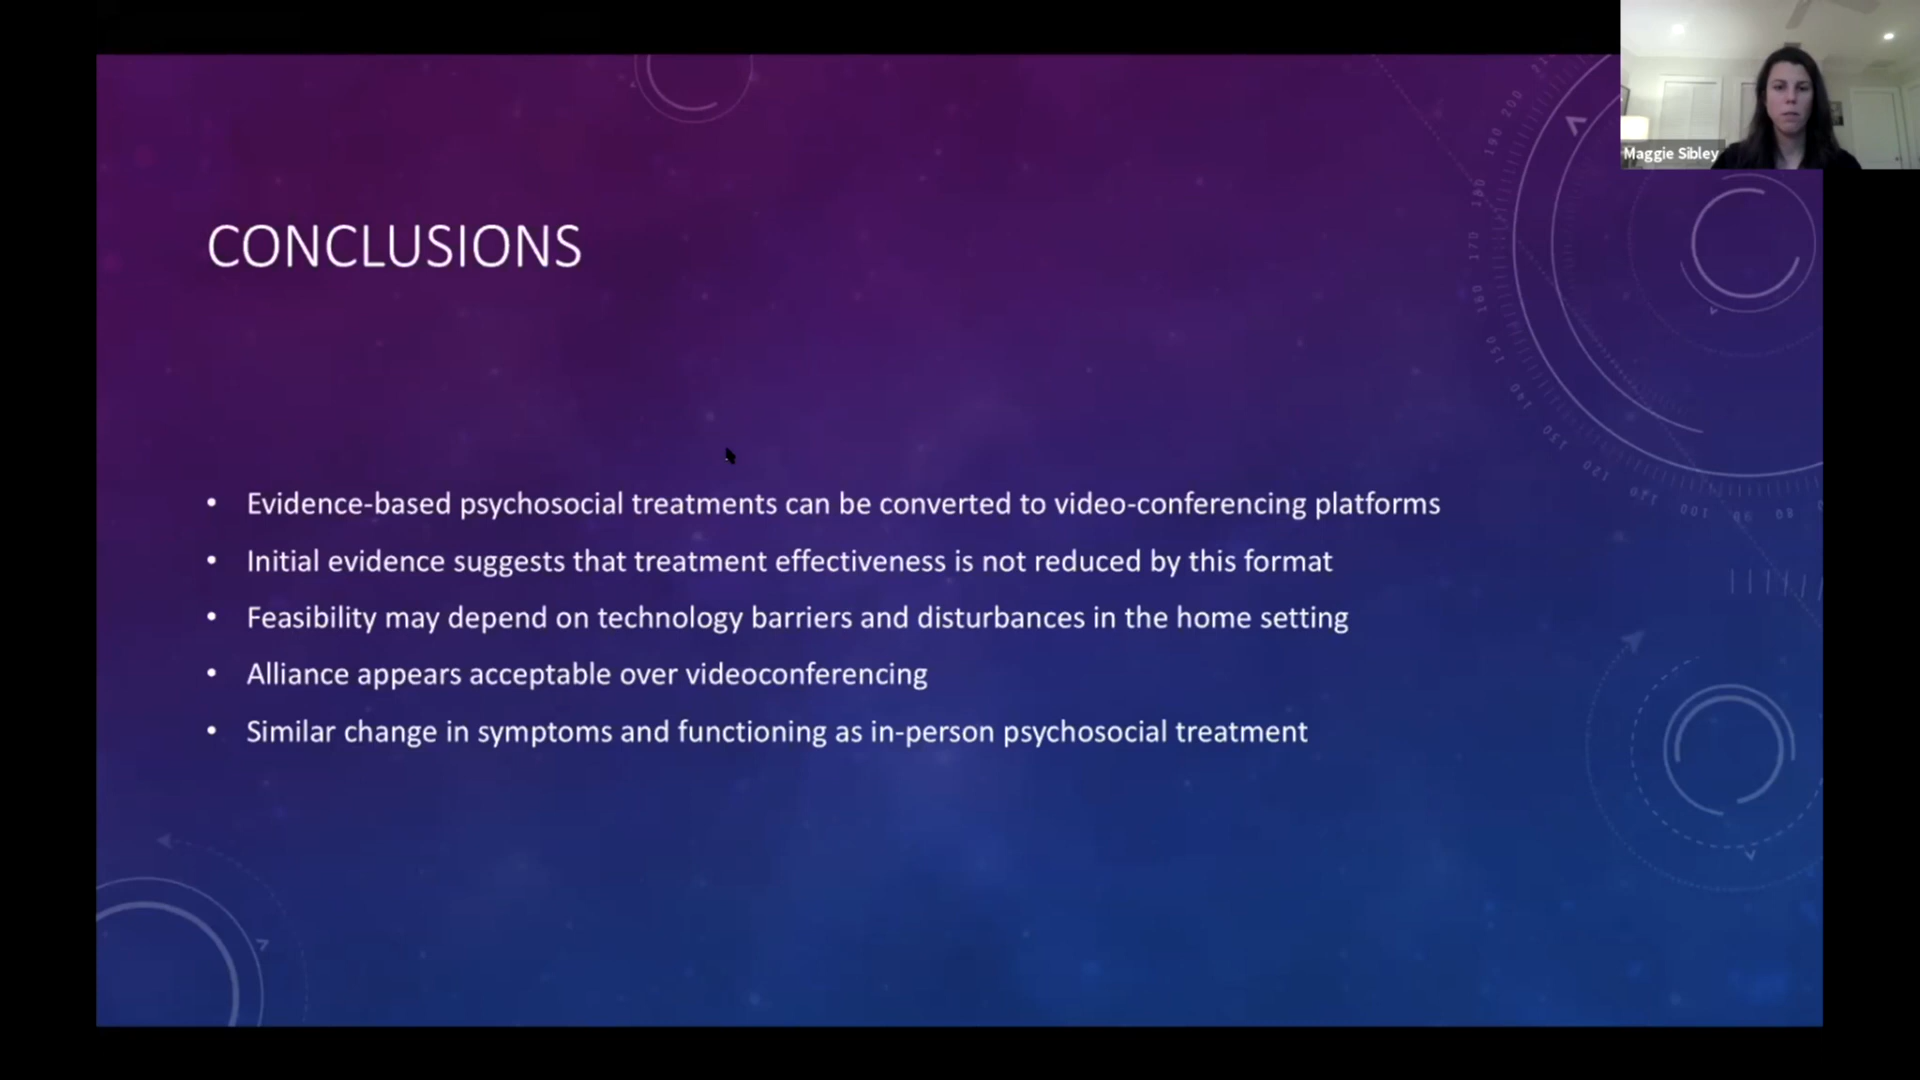 Maggie Sibley
CONCLUSIONS
• Evidence-based psychosocial treatments can be converted to video-conferencing platforms
• Initial evidence suggests that treatment effectiveness is not reduced by this format
• Feasibility may depend on technology barriers and disturbances in the home setting
• Alliance appears acceptable over videoconferencing
• Similar change in symptoms and functioning as in-person psychosocial treatment